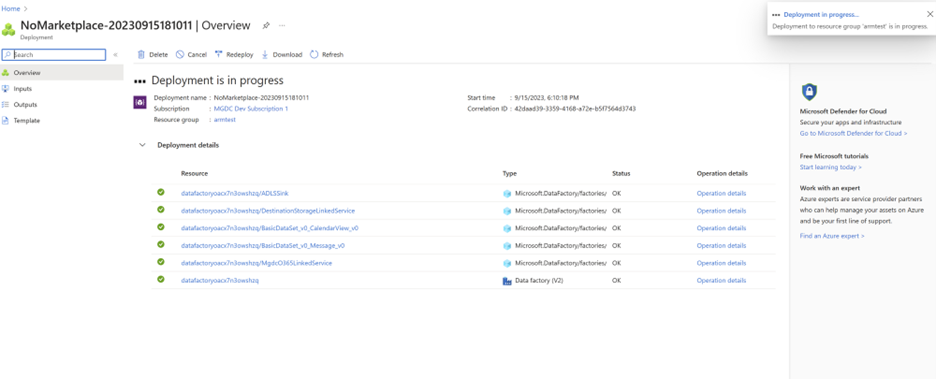 Home >
NoMarketplace-20230915181011 | Overview
Deployment
Search
Overview
Inputs
Outputs
Template
Delete Cancel Redeploy Download Refresh
Deployment in progress...
Deployment to resource group 'armtest' is in progress.
Deployment is in progress
Deployment name : NoMarketplace-20230915181011
Subscription : MGDC Dev Subscription 1
Resource group : armtest
Start time : 9/15/2023, 6:10:18 PM
Correlation ID : 42daad39-3359-4168-a72e-b5f7564d3743
Deployment details
Resource Type Status Operation details
datafactoryoacx7n3owshzq/ADLSSink Microsoft.DataFactory/factories/ OK Operation details
datafactoryoacx7n3owshzq/DestinationStorageLinkedService Microsoft.DataFactory/factories/ OK Operation details
datafactoryoacx7n3owshzq/BasicDataSet_v0_CalendarView_v0 Microsoft.DataFactory/factories/ OK Operation details
datafactoryoacx7n3owshzq/BasicDataSet_v0_Message_v0 Microsoft.DataFactory/factories/ OK Operation details
datafactoryoacx7n3owshzq/MgdcO365LinkedService Microsoft.DataFactory/factories/ OK Operation details
datafactoryoacx7n3owshzq Data factory (V2) OK Operation details
Microsoft Defender for Cloud
Secure your apps and infrastructure
Go to Microsoft Defender for Cloud >
Free Microsoft tutorials
Start learning today >
Work with an expert
Azure experts are service provider partners
who can help manage your assets on Azure
and be your first line of support.
Find an Azure expert >